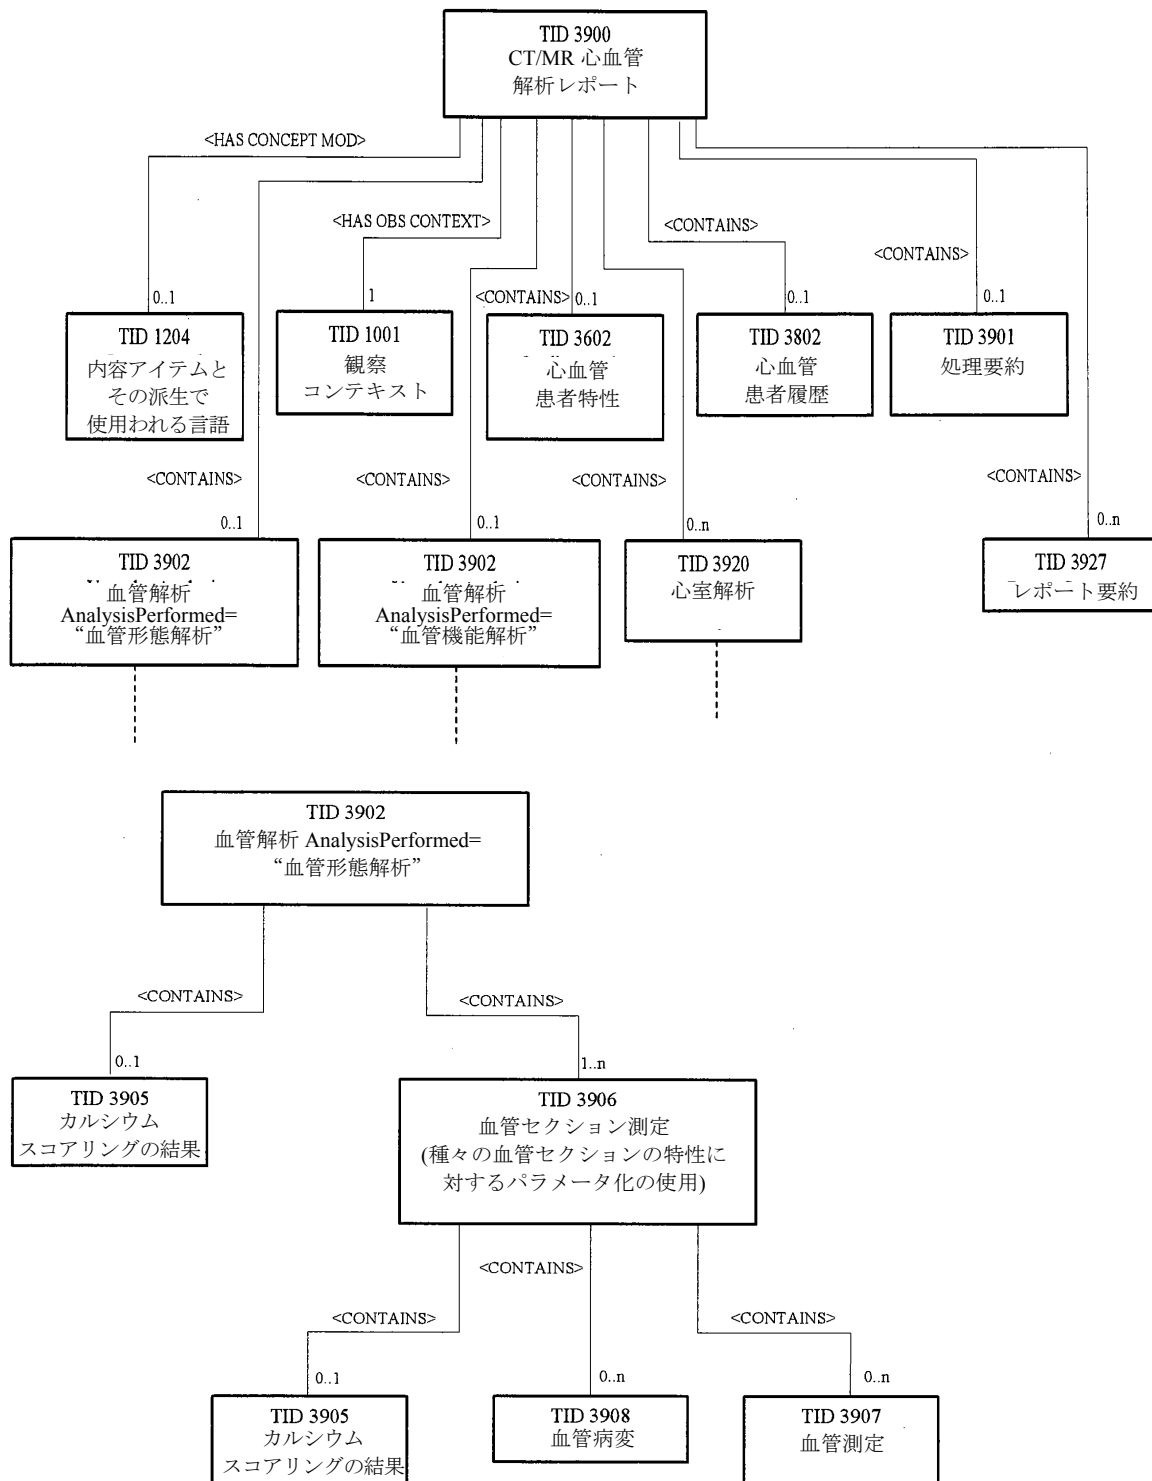 TID 3900
CT/MR 心血管
解析レポート
<HAS CONCEPT MOD>
<HAS OBS CONTEXT>
<CONTAINS>
<CONTAINS>
<CONTAINS>
0..1
1
0..1
0..1
0..1
TID 1204
内容アイテムと
その派生で
使用われる言語
TID 1001
観察
コンテキスト
TID 3602
心血管
患者特性
TID 3802
心血管
患者履歴
TID 3901
処理要約
<CONTAINS>
<CONTAINS>
<CONTAINS>
<CONTAINS>
0..1
0..1
0..n
0..n
TID 3902
血管解析
AnalysisPerformed=
“血管形態解析”
TID 3902
血管解析
AnalysisPerformed=
“血管機能解析”
TID 3920
心室解析
TID 3927
レポート要約
TID 3902
血管解析 AnalysisPerformed=
“血管形態解析”
<CONTAINS>
<CONTAINS>
0..1
1..n
TID 3905
カルシウム
スコアリングの結果
TID 3906
血管セクション測定
(種々の血管セクションの特性に
対するパラメータ化の使用)
<CONTAINS>
<CONTAINS>
<CONTAINS>
0..1
0..n
0..n
TID 3905
カルシウム
スコアリングの結果
TID 3908
血管病変
TID 3907
血管測定